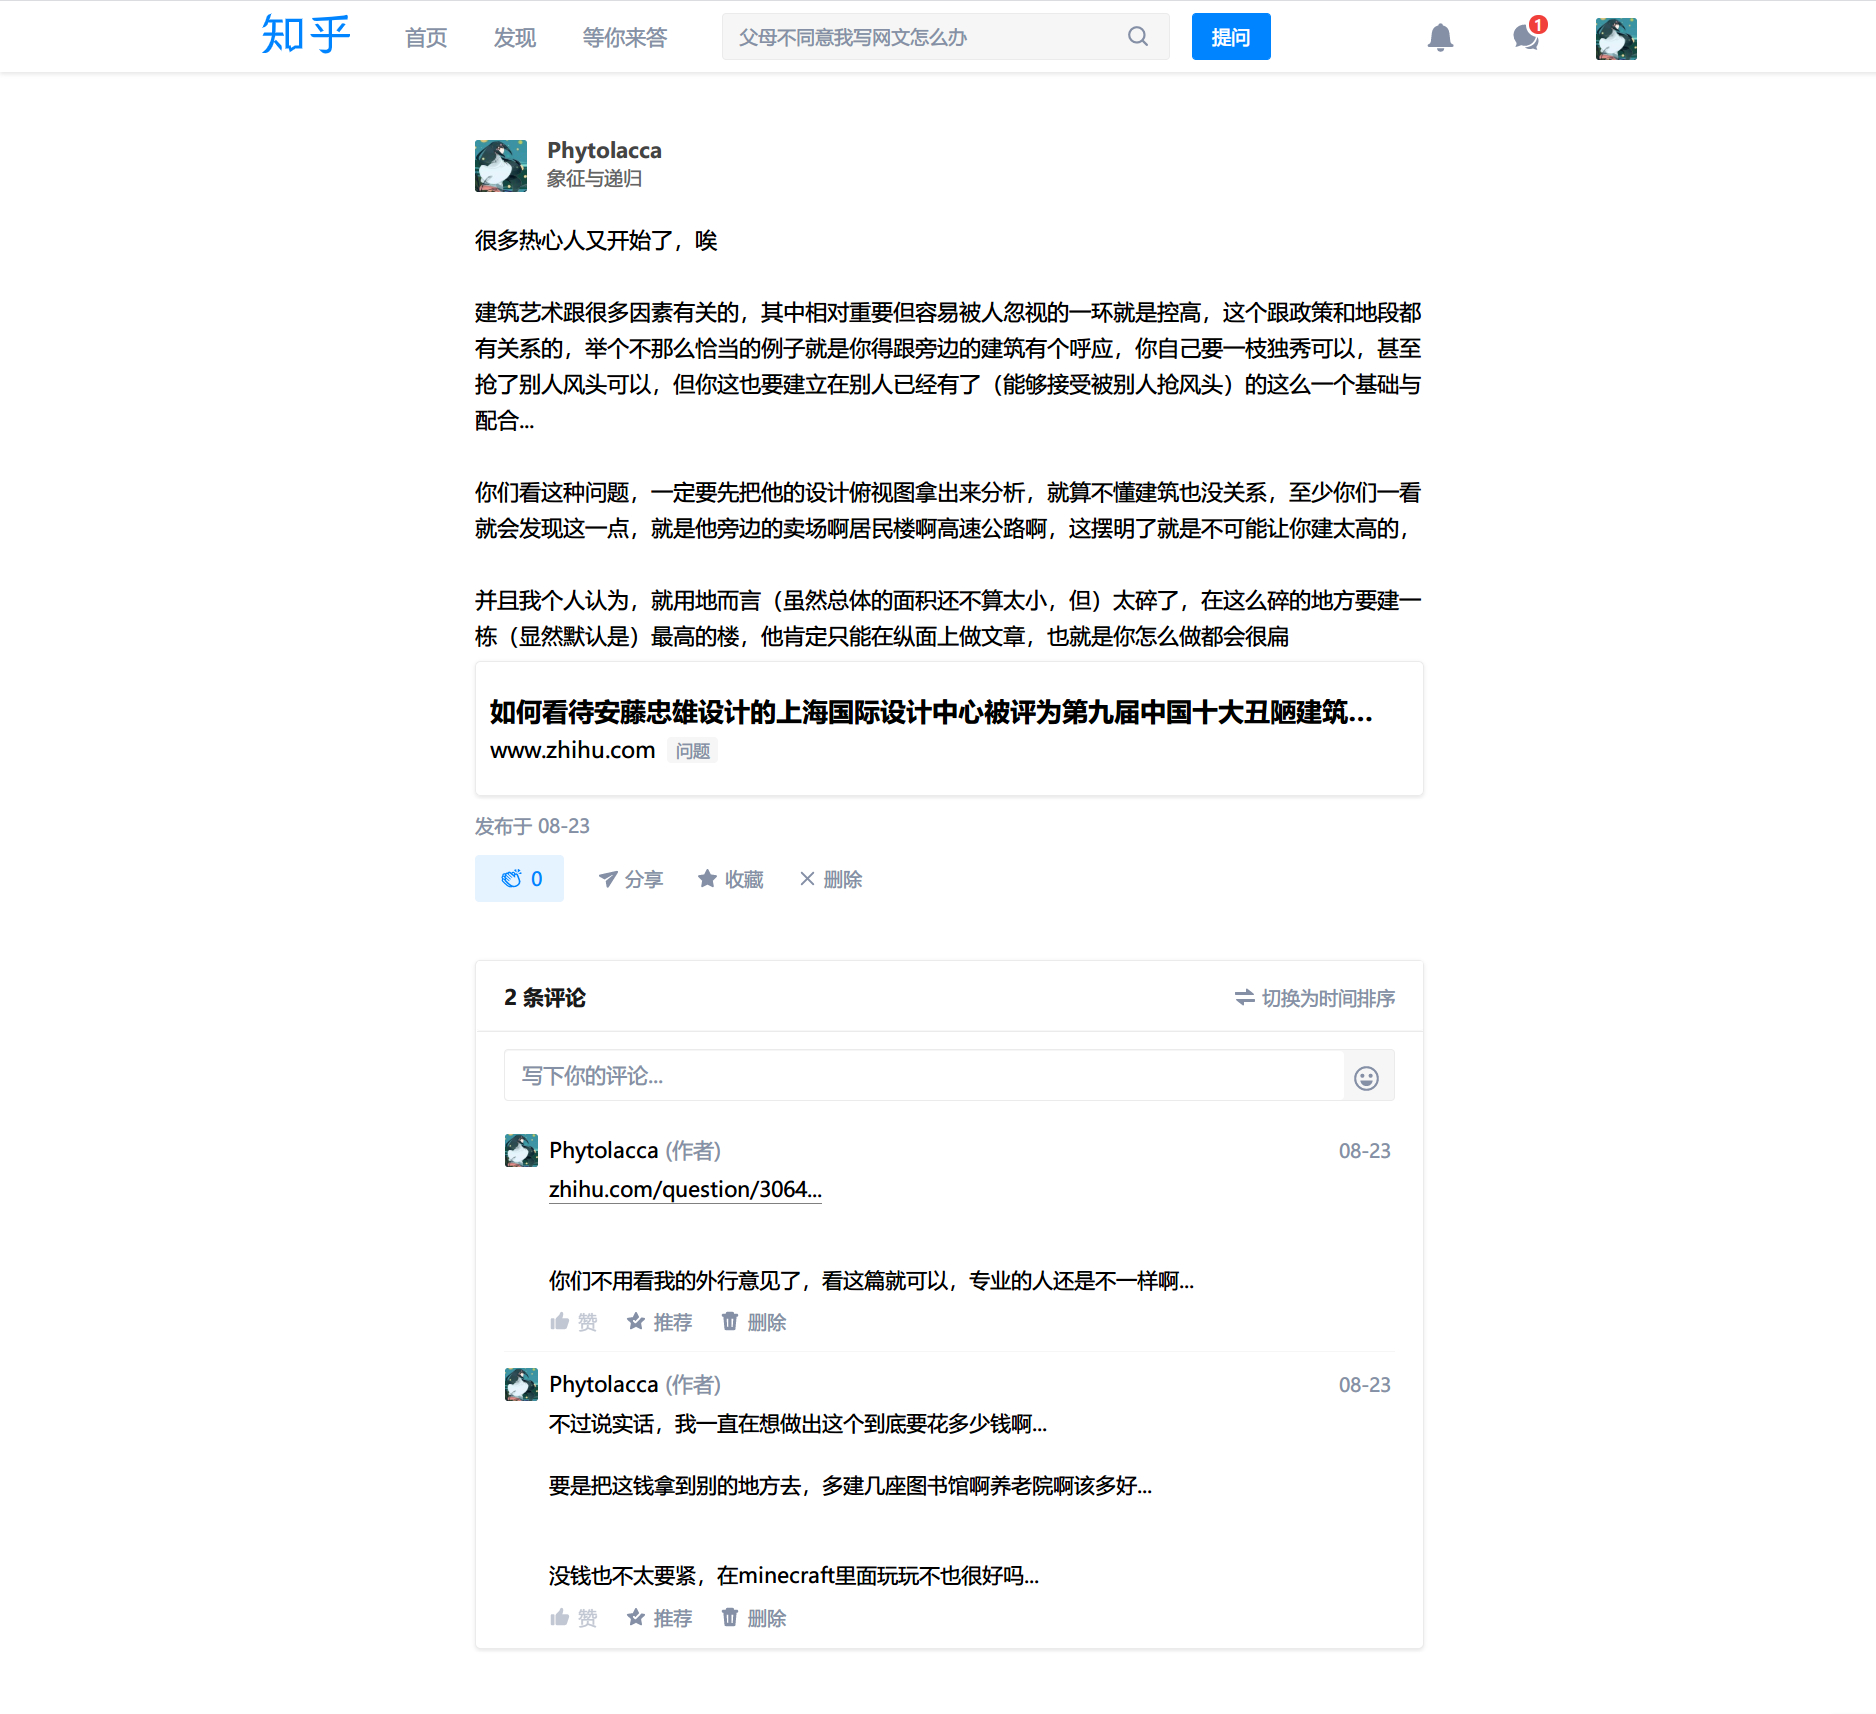 知乎
首页 发现 等你来答 父母不同意我写网文怎么办 提问 1
Phytolacca
象征与递归
很多热心人又开始了，唉
建筑艺术跟很多因素有关的，其中相对重要但容易被人忽视的一环就是控高，这个跟政策和地段都
有关系的，举个不那么恰当的例子就是你得跟旁边的建筑有个呼应，你自己要一枝独秀可以，甚至
抢了别人风头可以，但你这也要建立在别人已经有了（能够接受被别人抢风头）的这么一个基础与
配合...
你们看这种问题，一定要先把他的设计俯视图拿出来分析，就算不懂建筑也没关系，至少你们一看
就会发现这一点，就是他旁边的卖场啊居民楼啊高速公路啊，这摆明了就是不可能让你建太高的，
并且我个人认为，就用地而言（虽然总体的面积还不算太小，但）太碎了，在这么碎的地方要建一
栋（显然默认是）最高的楼，他肯定只能在纵面上做文章，也就是你怎么做都会很扁
如何看待安藤忠雄设计的上海国际设计中心被评为第九届中国十大丑陋建筑...
www.zhihu.com 问题
发布于 08-23
0 分享 收藏 删除
2 条评论 切换为时间排序
写下你的评论...
Phytolacca (作者) 08-23
zhihu.com/question/3064...
你们不用看我的外行意见了，看这篇就可以，专业的人还是不一样啊...
赞 推荐 删除
Phytolacca (作者) 08-23
不过说实话，我一直在想做出这个到底要花多少钱啊...
要是把这钱拿到别的地方去，多建几座图书馆啊养老院啊该多好...
没钱也不太要紧，在minecraft里面玩玩不也很好吗...
赞 推荐 删除